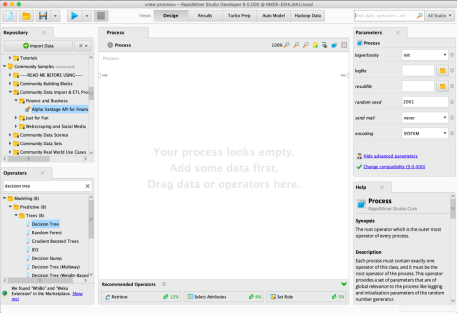 <new process> – RapidMiner Studio Developer 9.0.000 @ RMGE-ESHIJAKU.local
Views:
Design
Results
Turbo Prep
Auto Model
Hadoop Data
Find data, operators, etc
All Studio
Repository
Import Data
Tutorials
Community Samples (connected)
----READ ME BEFORE USING----
Community Building Blocks
Community Data Import & ETL Proc
Finance and Business
Alpha Vantage API for Financ
Just for Fun
Webscraping and Social Media
Community Data Science
Community Data Sets
Community Real World Use Cases
Operators
decision tree
Modeling (8)
Predictive (8)
Trees (8)
Decision Tree
Random Forest
Gradient Boosted Trees
ID3
Decision Stump
Decision Tree (Multiway)
Decision Tree (Weight-Based)
We found "WhiBo" and "Weka
Extension" in the Marketplace. Show
me!
Process
Process
100%
Process
Your process looks empty.
Add some data first.
Drag data or operators here.
Recommended Operators
Retrieve
12%
Select Attributes
6%
Set Role
5%
Parameters
Process
logverbosity
init
logfile
resultfile
random seed
2001
send mail
never
encoding
SYSTEM
Hide advanced parameters
Change compatibility (9.0.000)
Help
Process
RapidMiner Studio Core
Synopsis
The root operator which is the outer most
operator of every process.
Description
Each process must contain exactly one
operator of this class, and it must be the
root operator of the process. This operator
provides a set of parameters that are of
global relevance to the process like logging
and initialization parameters of the random
number generator.